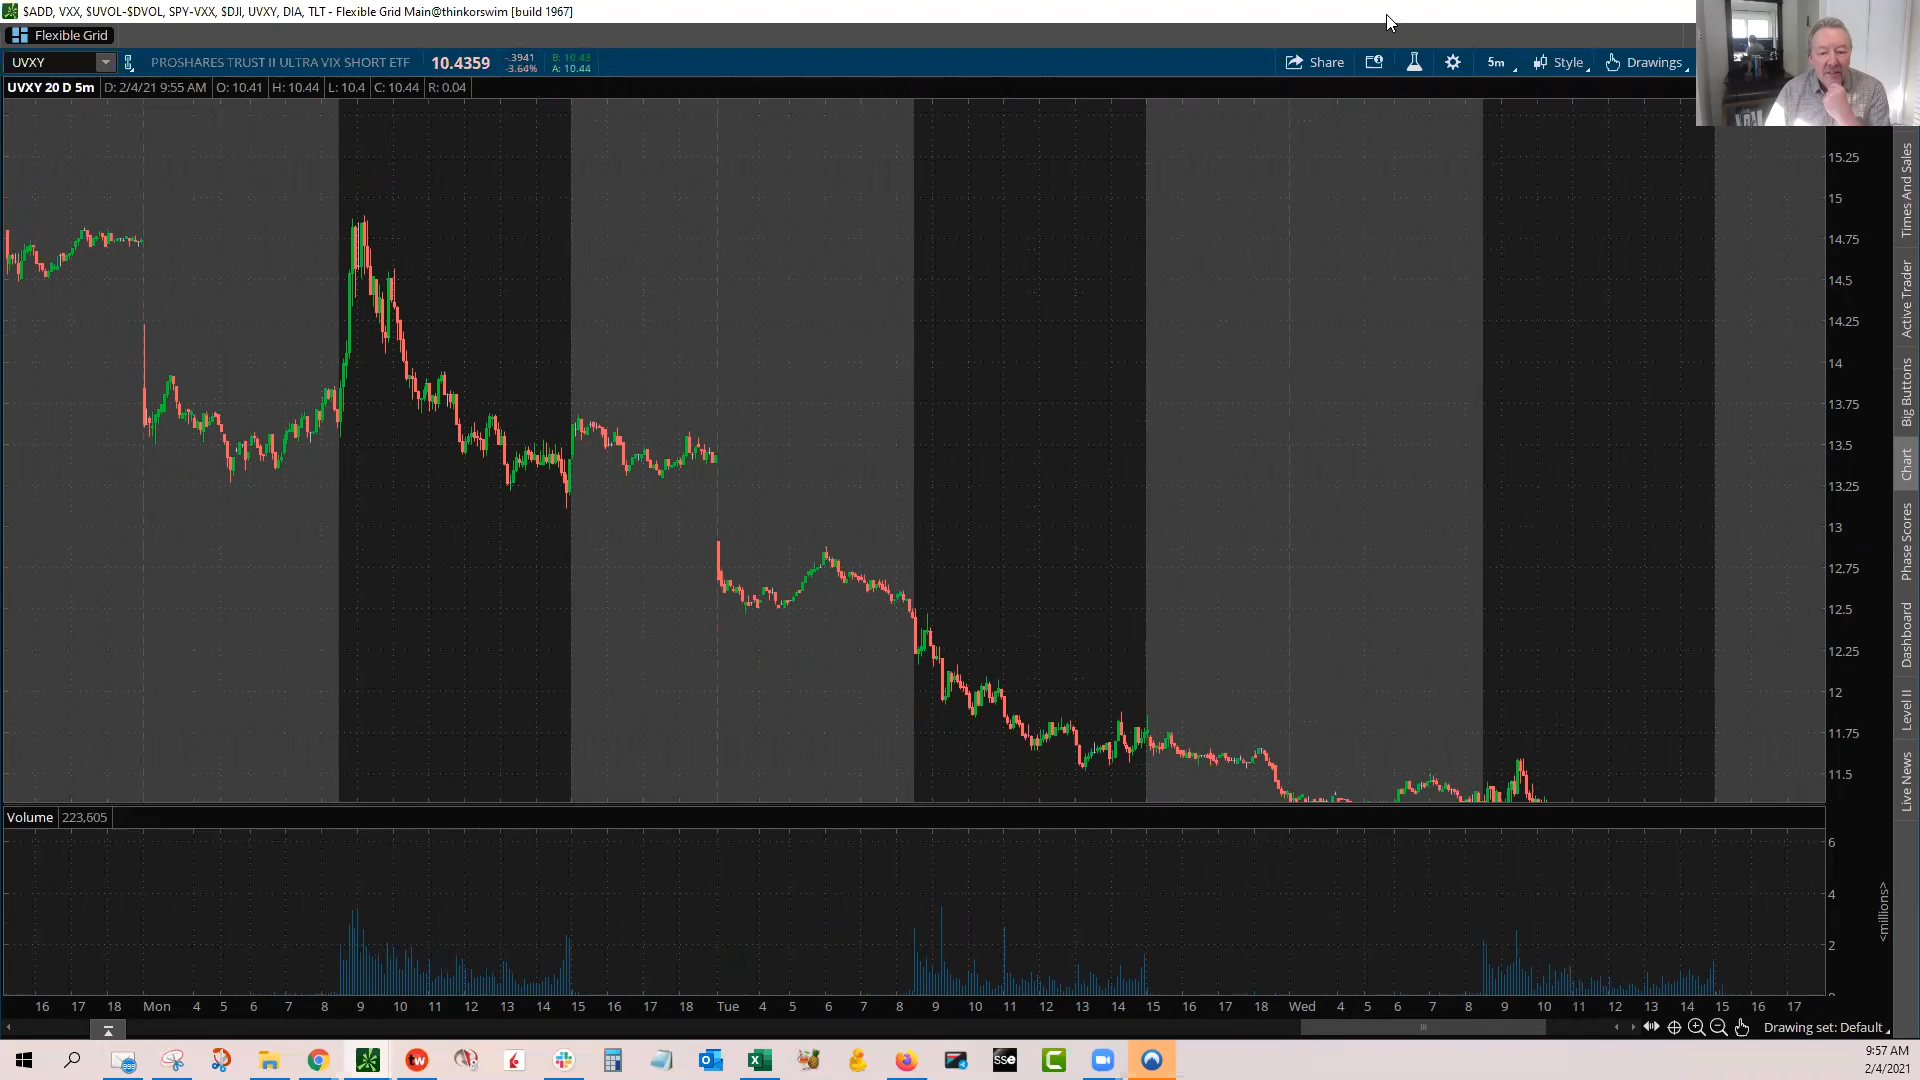 $ADD, VXX, $UVOL-$DVOL, SPY-VXX, $DJI, UVXY, DIA, TLT - Flexible Grid Main@thinkorswim [build 1967]
Flexible Grid
UVXY PROSHARES TRUST II ULTRA VIX SHORT ETF 10.4359 -.3941 -3.64% B: 10.43 A: 10.44 Share 5m Style Drawings
UVXY 20 D 5m D: 2/4/21 9:55 AM O: 10.41 H: 10.44 L: 10.4 C: 10.44 R: 0.04
15.25
15
14.75
14.5
14.25
14
13.75
13.5
13.25
13
12.75
12.5
12.25
12
11.75
11.5
Times And Sales
Active Trader
Big Buttons
Chart
Phase Scores
Dashboard
Level II
Live News
Volume 223,605
6
4
2
<millions>
16 17 18 Mon 4 5 6 7 8 9 10 11 12 13 14 15 16 17 18 Tue 4 5 6 7 8 9 10 11 12 13 14 15 16 17 18 Wed 4 5 6 7 8 9 10 11 12 13 14 15 16 17
Drawing set: Default
999 tw sse C
9:57 AM
2/4/2021